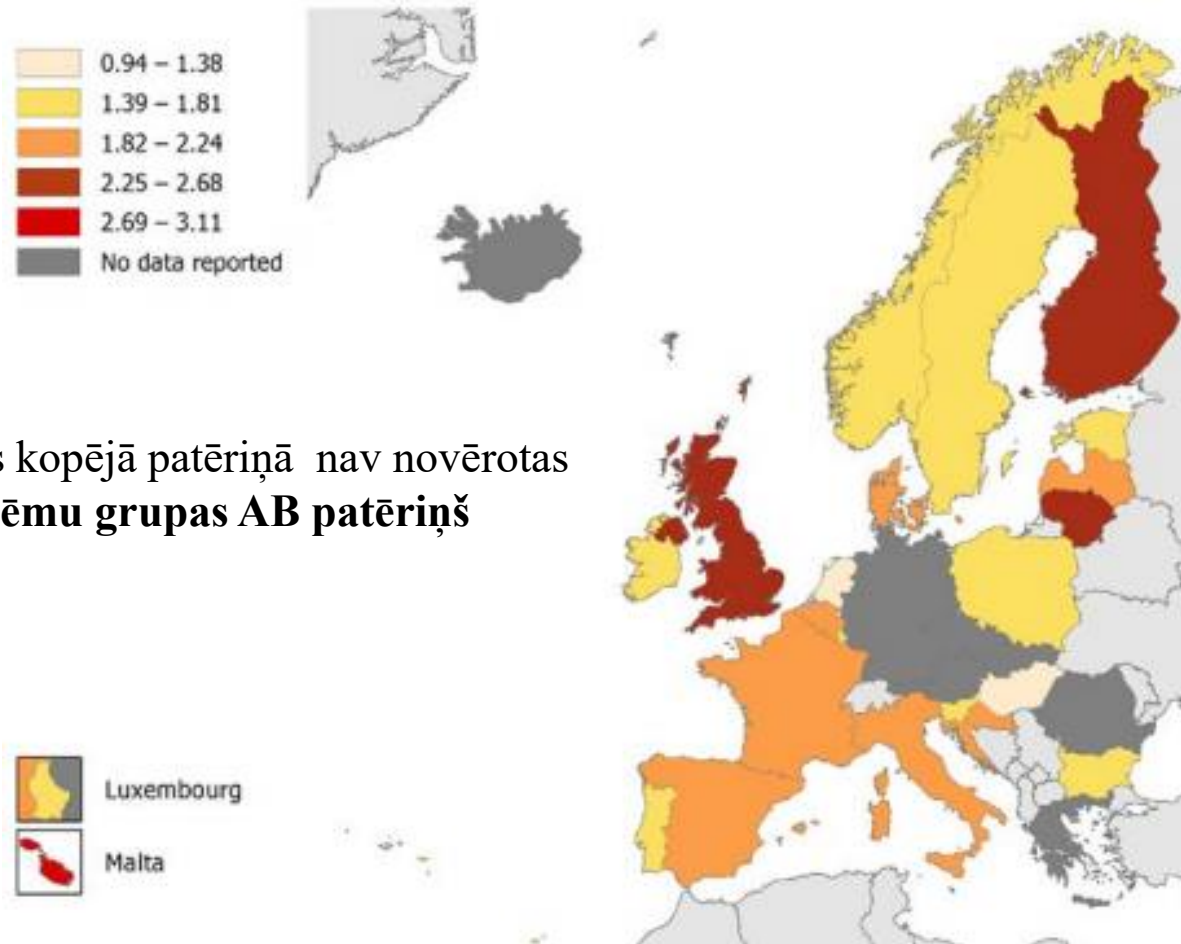 0.94 – 1.38
1.39 – 1.81
1.82 – 2.24
2.25 – 2.68
2.69 – 3.11
No data reported
s kopējā patēriņā nav novērotas
ēmu grupas AB patēriņš
Luxembourg
Malta